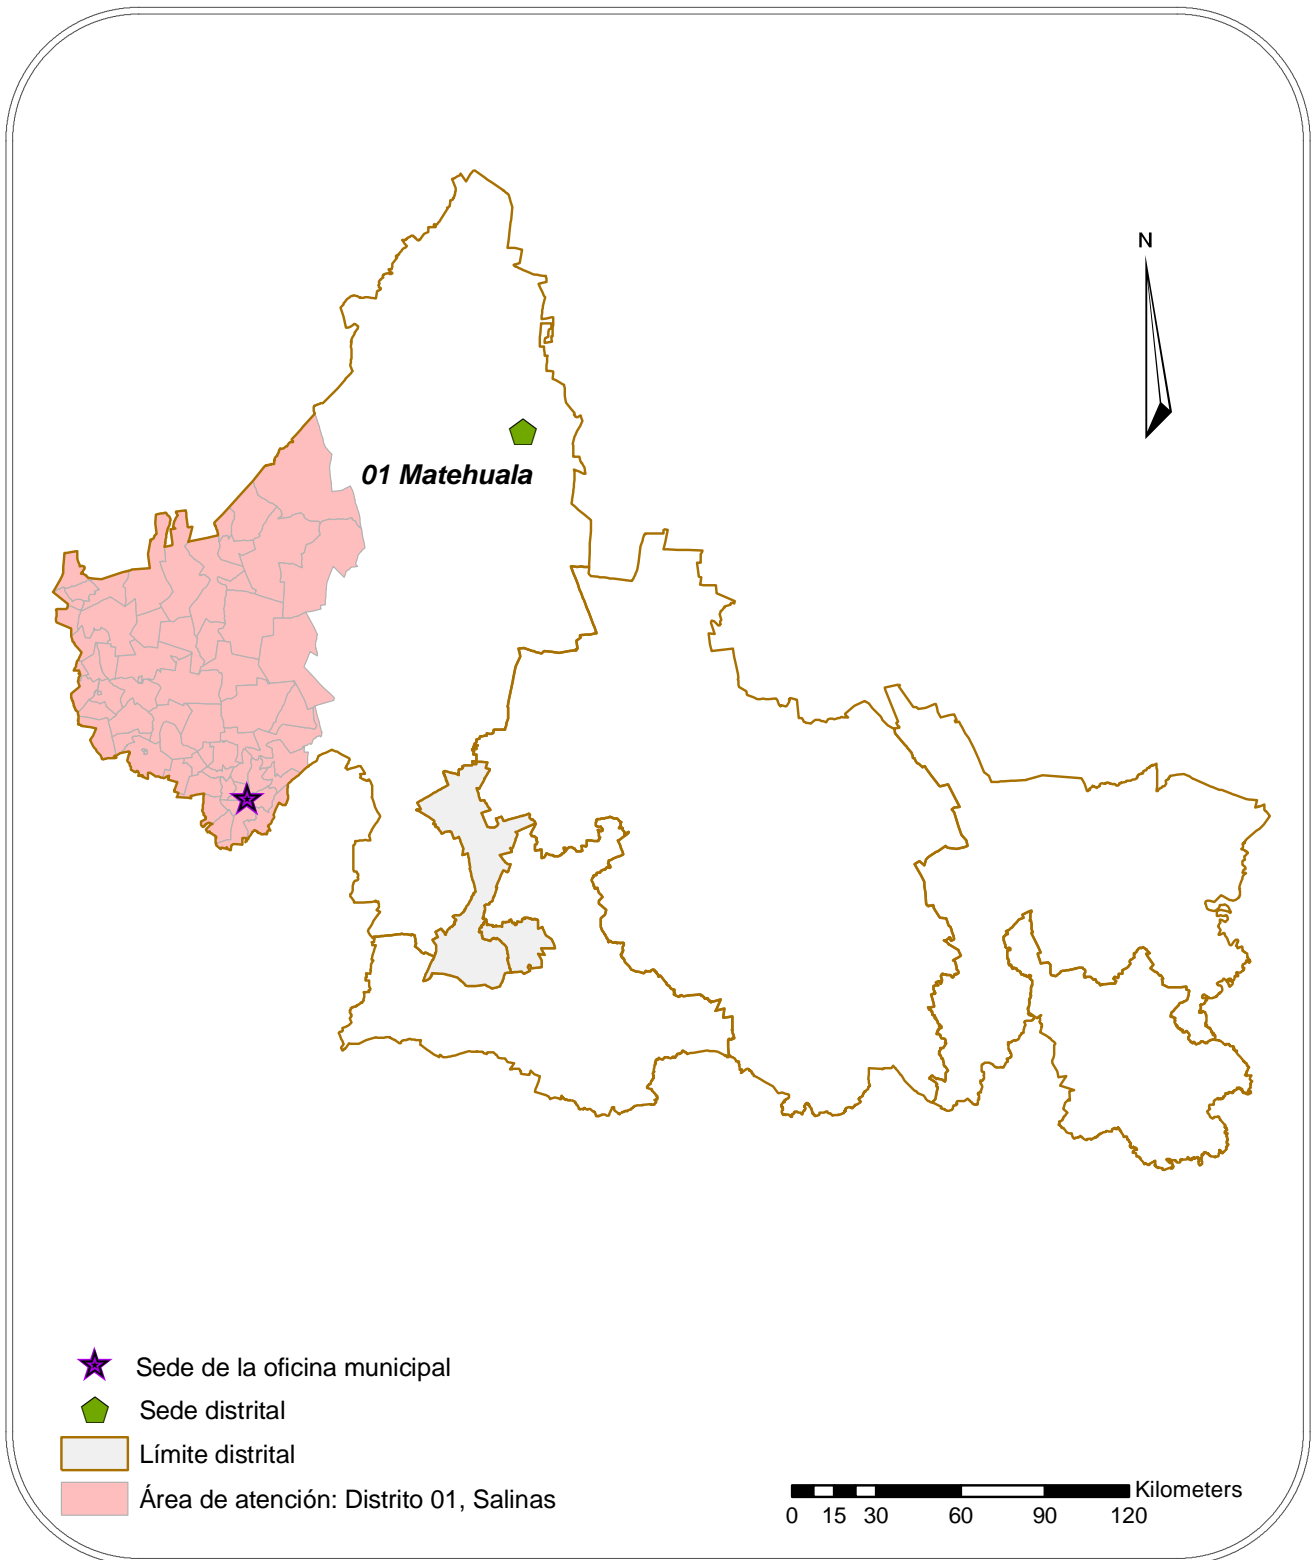 N
01 Matehuala
Sede de la oficina municipal
Sede distrital
Límite distrital
Área de atención: Distrito 01, Salinas
Kilometers
0 15 30 60 90 120